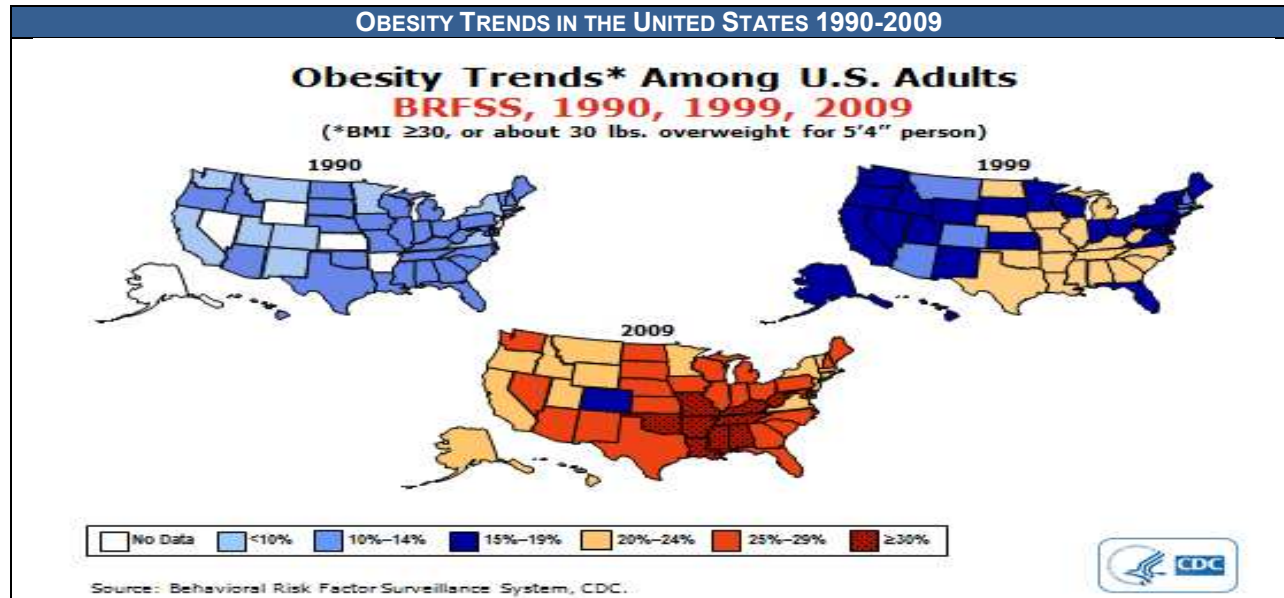 OBESITY TRENDS IN THE UNITED STATES 1990-2009
Obesity Trends* Among U.S. Adults
BRFSS, 1990, 1999, 2009
(*BMI ≥30, or about 30 lbs. overweight for 5’4” person)
1990
1999
2009
No Data <10% 10%–14% 15%–19% 20%–24% 25%–29% ≥30%
Source: Behavioral Risk Factor Surveillance System, CDC.
CDC